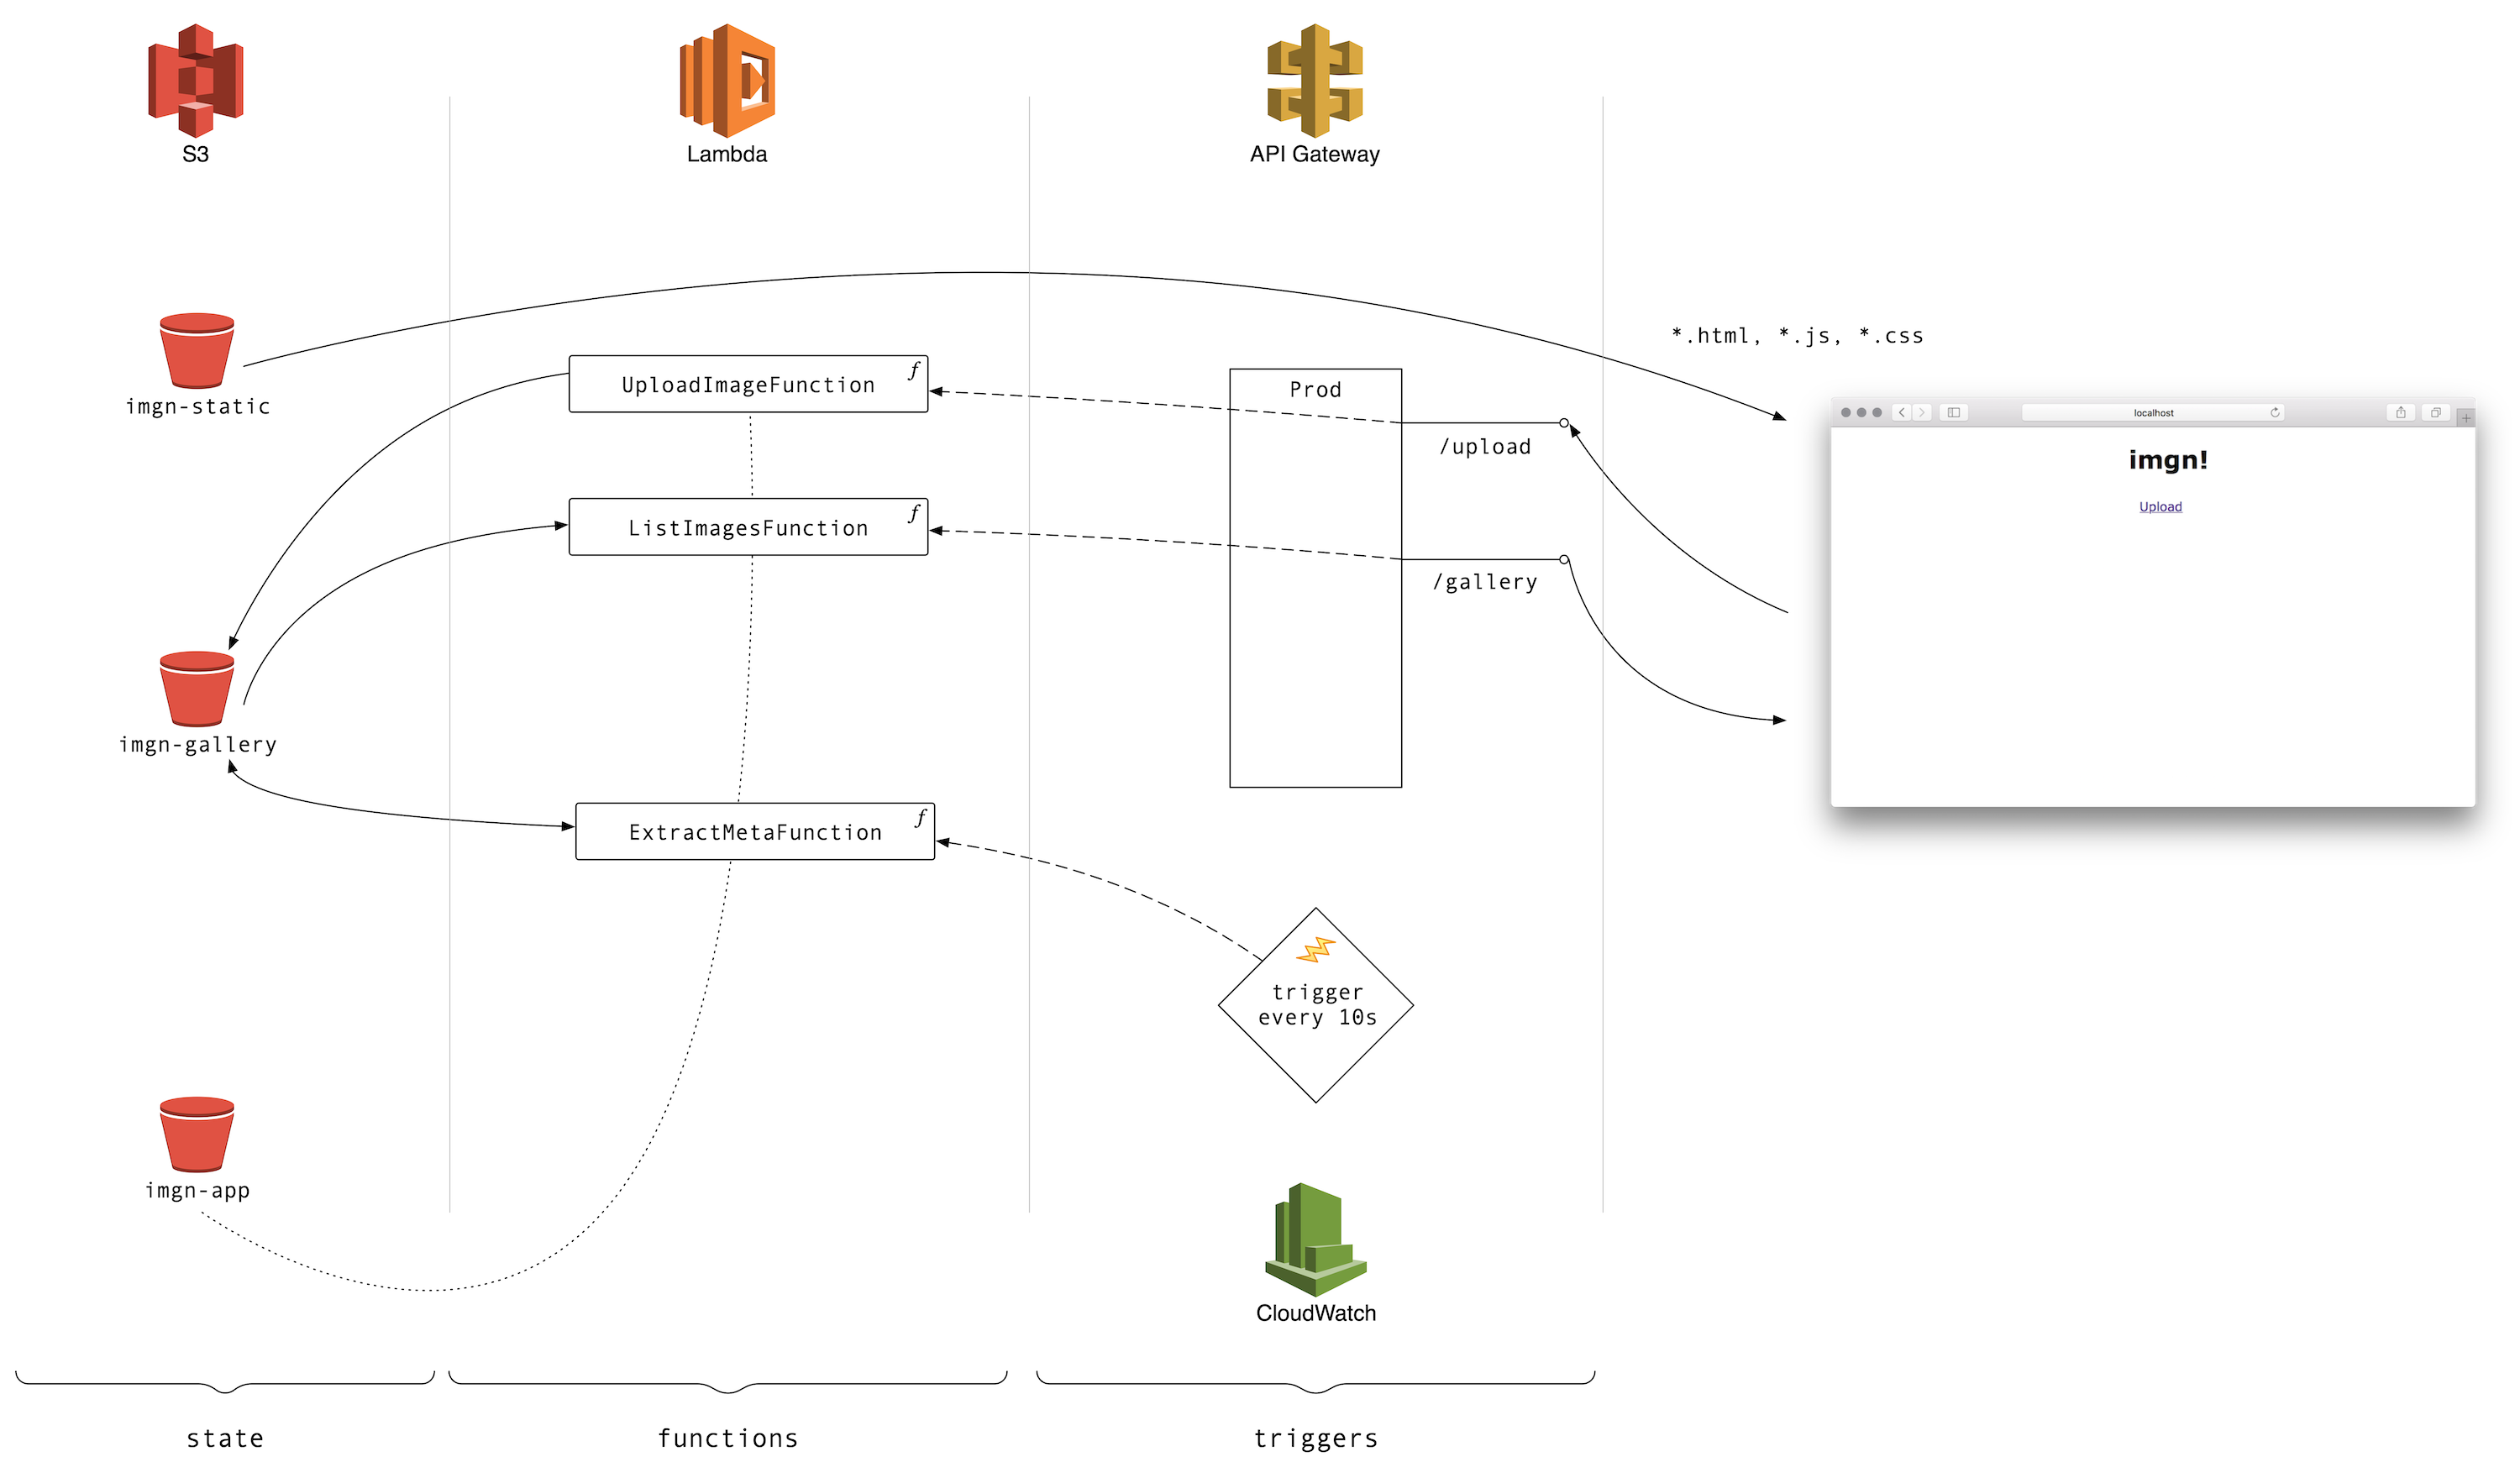 S3
Lambda
API Gateway
*.html, *.js, *.css
imgn-static
UploadImageFunction
f
Prod
/upload
localhost
imgn!
Upload
ListImagesFunction
f
/gallery
imgn-gallery
ExtractMetaFunction
f
trigger
every 10s
imgn-app
CloudWatch
state
functions
triggers